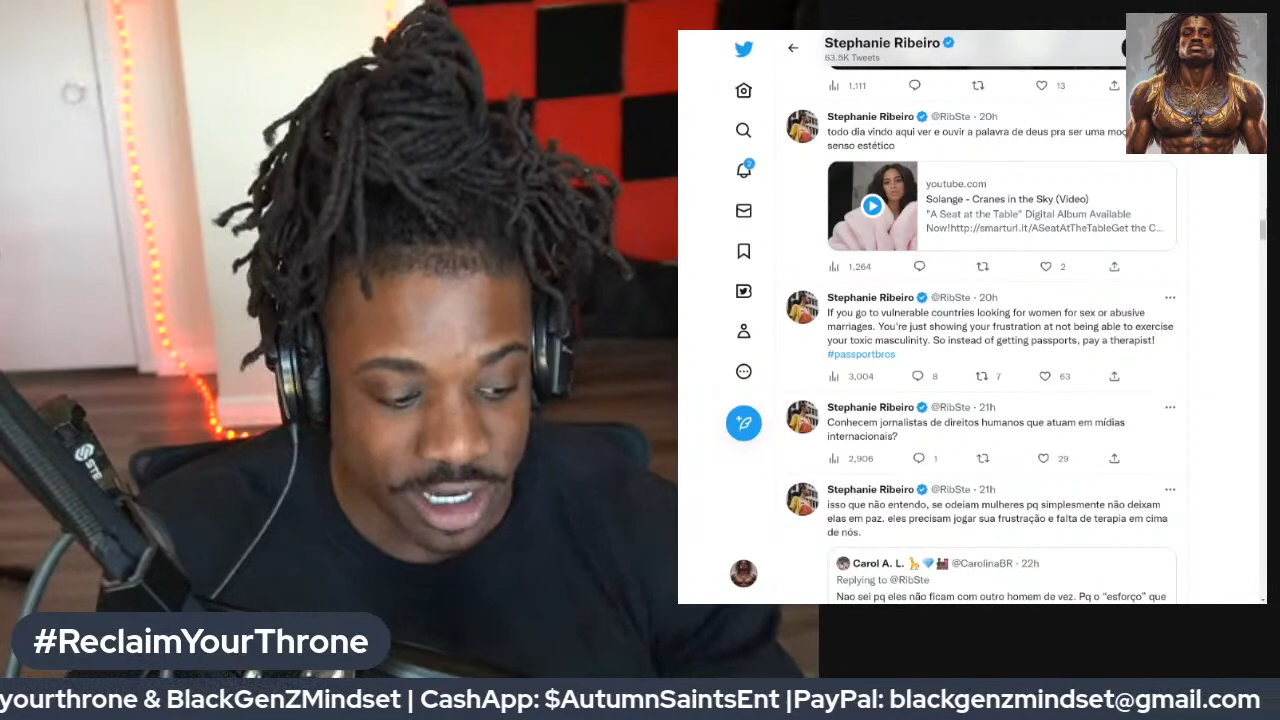 Stephanie Ribeiro
63.5K Tweets
1,111
13
Stephanie Ribeiro @RibSte · 20h
todo dia vindo aqui ver e ouvir a palavra de deus pra ser uma
senso estético
youtube.com
Solange - Cranes in the Sky (Video)
"A Seat at the Table" Digital Album Available
Now!http://smarturl.it/ASeatAtTheTableGet the C...
1,264
2
Stephanie Ribeiro @RibSte · 20h
If you go to vulnerable countries looking for women for sex or abusive
marriages. You're just showing your frustration at not being able to exercise
your toxic masculinity. So instead of getting passports, pay a therapist!
#passportbros
3,004
8
7
63
Stephanie Ribeiro @RibSte · 21h
Conhecem jornalistas de direitos humanos que atuam em mídias
internacionais?
2,906
1
29
Stephanie Ribeiro @RibSte · 21h
isso que não entendo, se odeiam mulheres pq simplesmente não deixam
elas em paz. eles precisam jogar sua frustração e falta de terapia em cima
de nós.
Carol A. L. @CarolinaBR · 22h
Replying to @RibSte
Nao sei pq eles não ficam com outro homem de vez. Pq o "esforço" que
2
STE
#ReclaimYourThrone
yourthrone & BlackGenZMindset | CashApp: $AutumnSaintsEnt |PayPal: blackgenzmindset@gmail.com